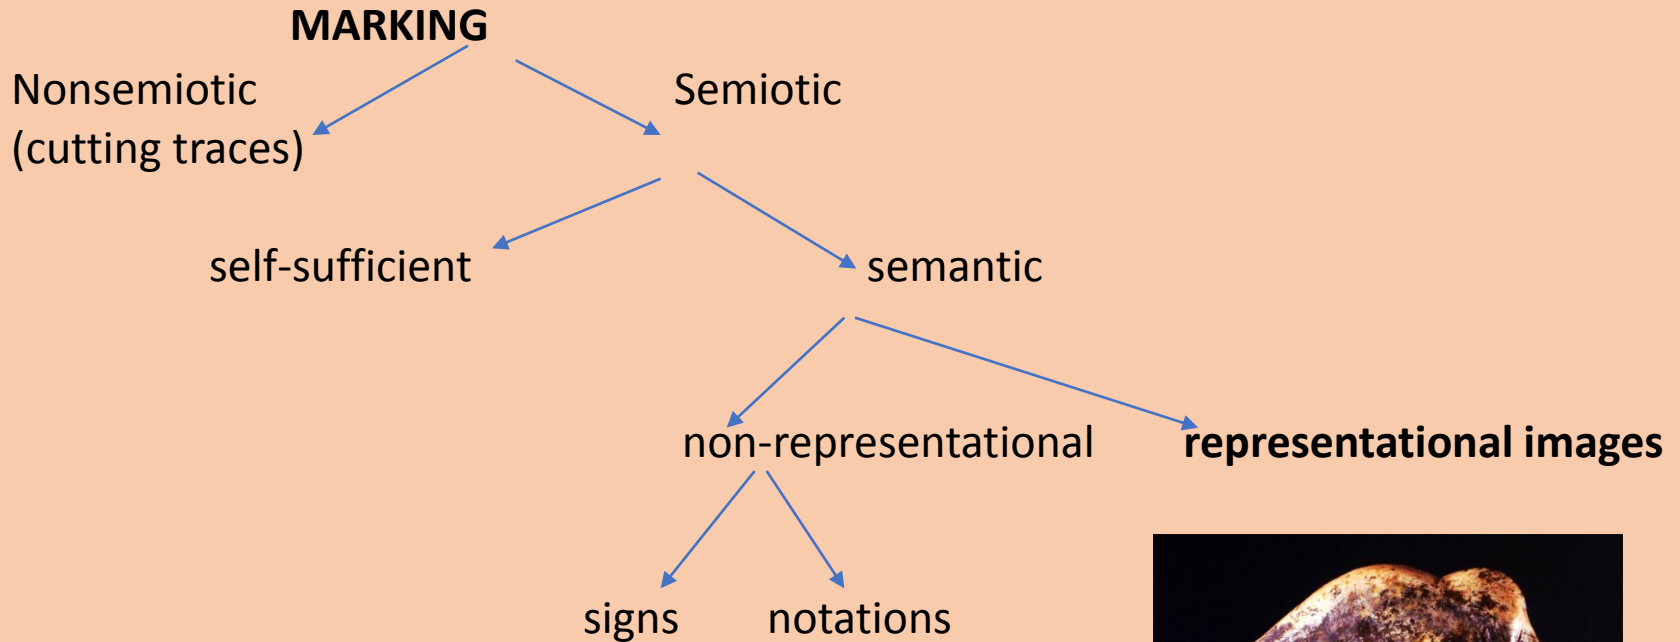 MARKING
Nonsemiotic
(cutting traces)
Semiotic
self-sufficient
semantic
non-representational
representational images
signs
notations